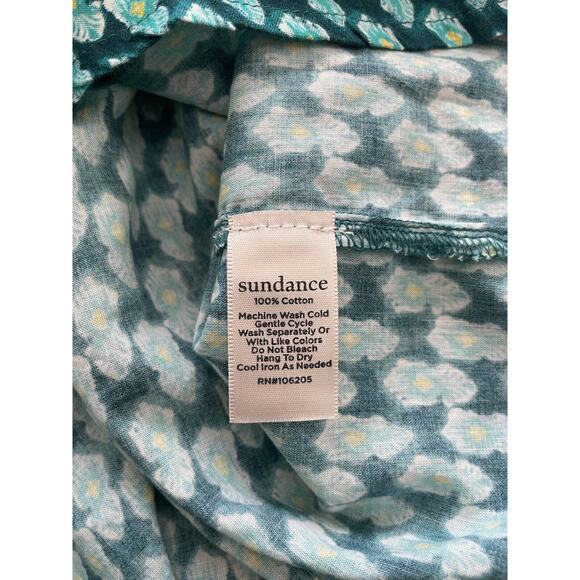 sundance
100% Cotton
Machine Wash Cold
Gentle Cycle
Wash Separately Or
With Like Colors
Do Not Bleach
Hang To Dry
Cool Iron As Needed
RN#106205